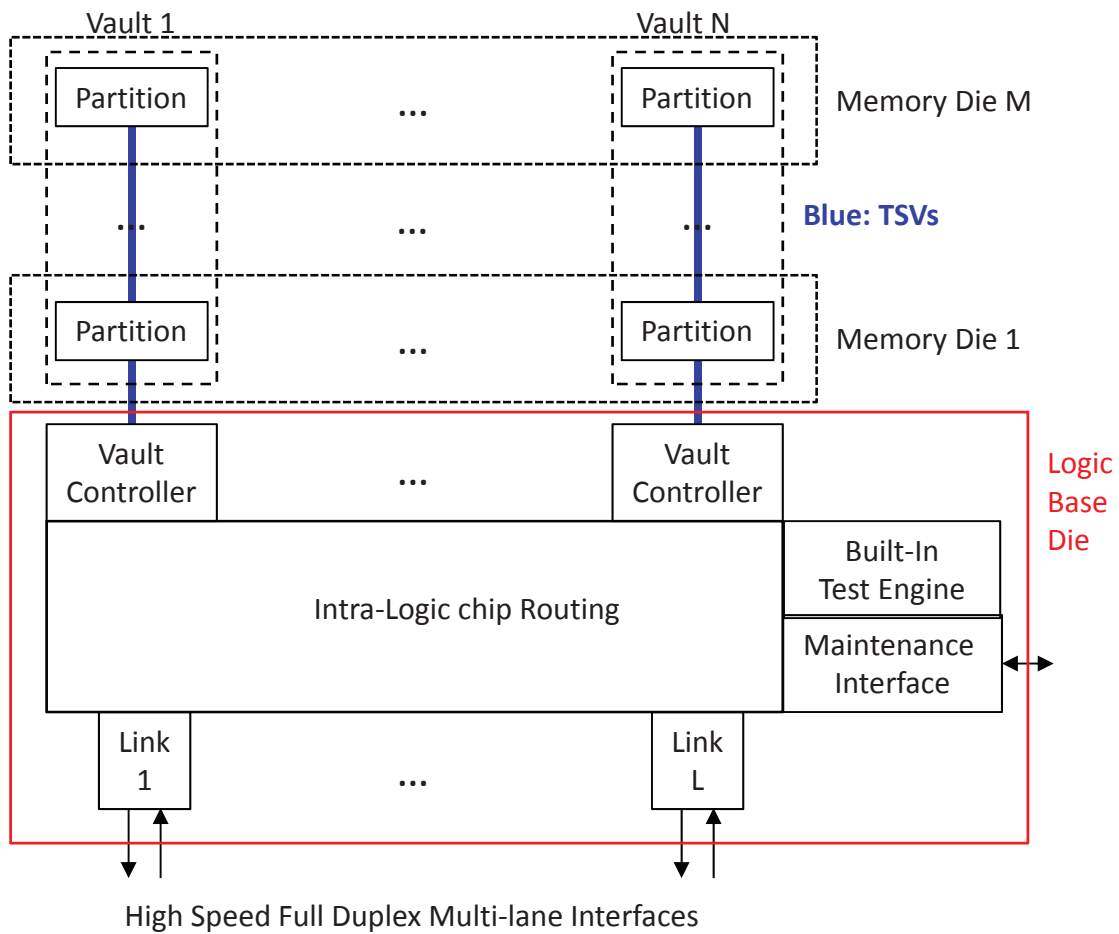 Vault 1
Vault N
Partition
...
Partition
Memory Die M
...
...
...
Blue: TSVs
Partition
...
Partition
Memory Die 1
Vault
Controller
...
Vault
Controller
Logic
Base
Die
Intra-Logic chip Routing
Built-In
Test Engine
Maintenance
Interface
Link
1
...
Link
L
High Speed Full Duplex Multi-lane Interfaces